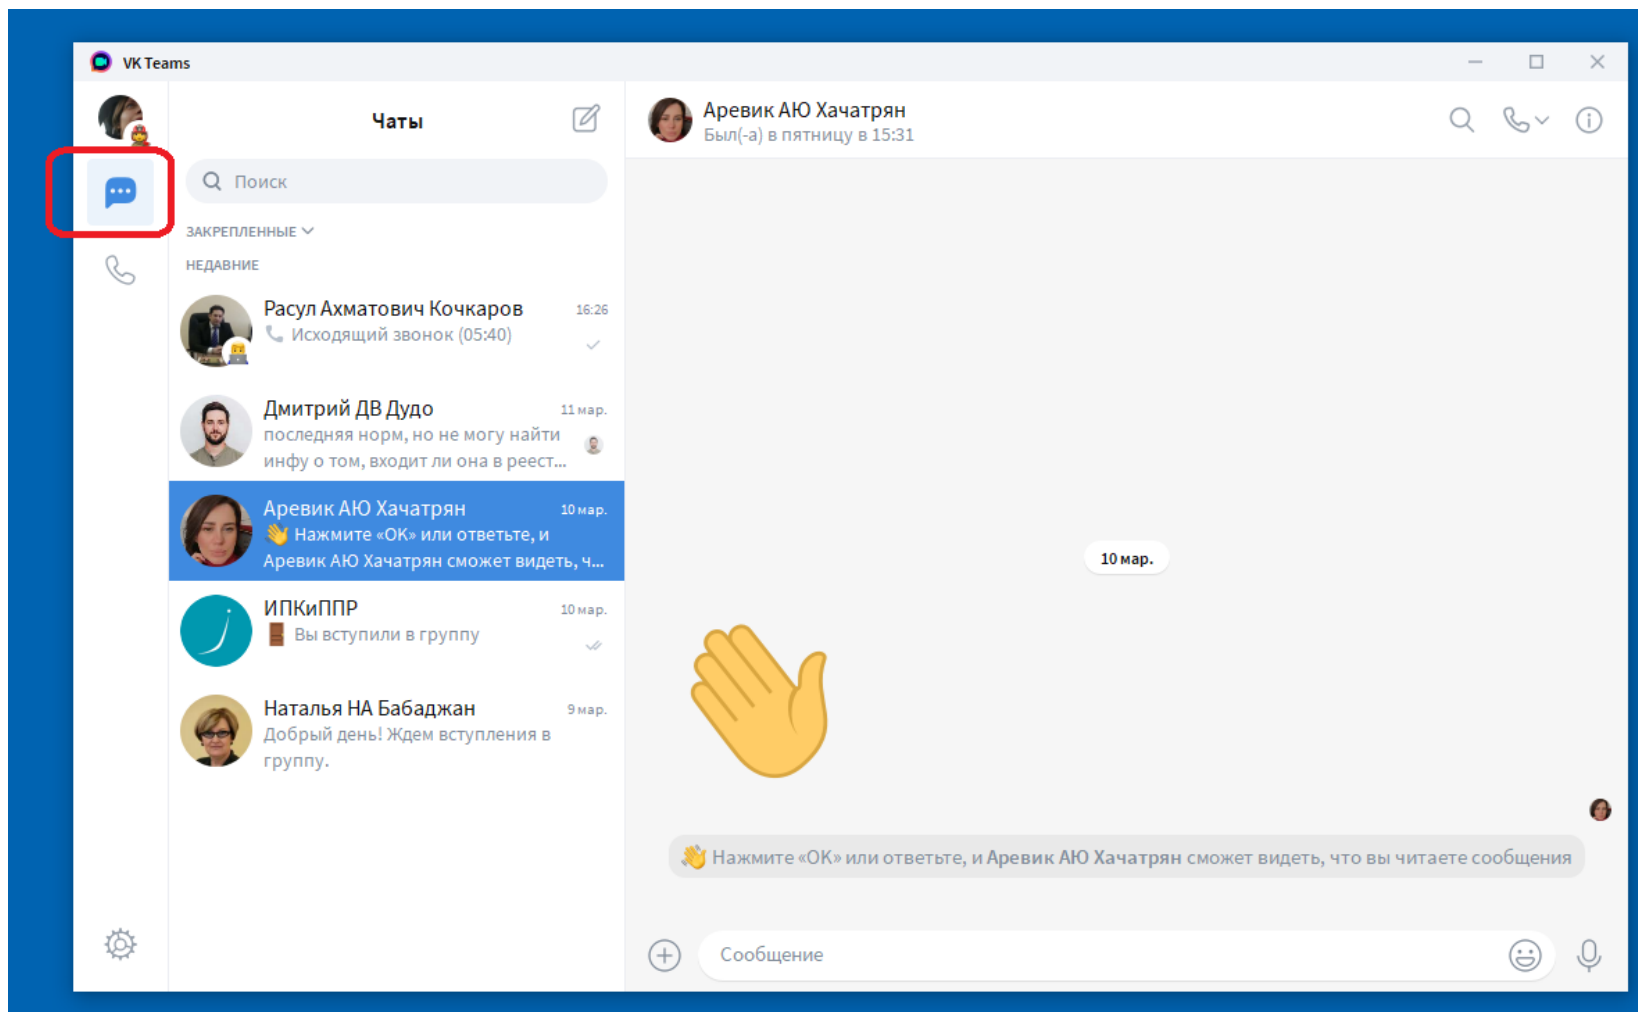 VK Teams
Чаты
Поиск
ЗАКРЕПЛЕННЫЕ
НЕДАВНИЕ
Расул Ахматович Кочкаров 16:26
Исходящий звонок (05:40)
Дмитрий ДВ Дудо 11 мар.
последняя норм, но не могу найти
инфу о том, входит ли она в реест...
Аревик АЮ Хачатрян 10 мар.
Нажмите «ОК» или ответьте, и
Аревик АЮ Хачатрян сможет видеть, ч...
ИПКиППР 10 мар.
Вы вступили в группу
Наталья НА Бабаджан 9 мар.
Добрый день! Ждем вступления в
группу.
Аревик АЮ Хачатрян
Был(-а) в пятницу в 15:31
10 мар.
Нажмите «ОК» или ответьте, и Аревик АЮ Хачатрян сможет видеть, что вы читаете сообщения
Сообщение